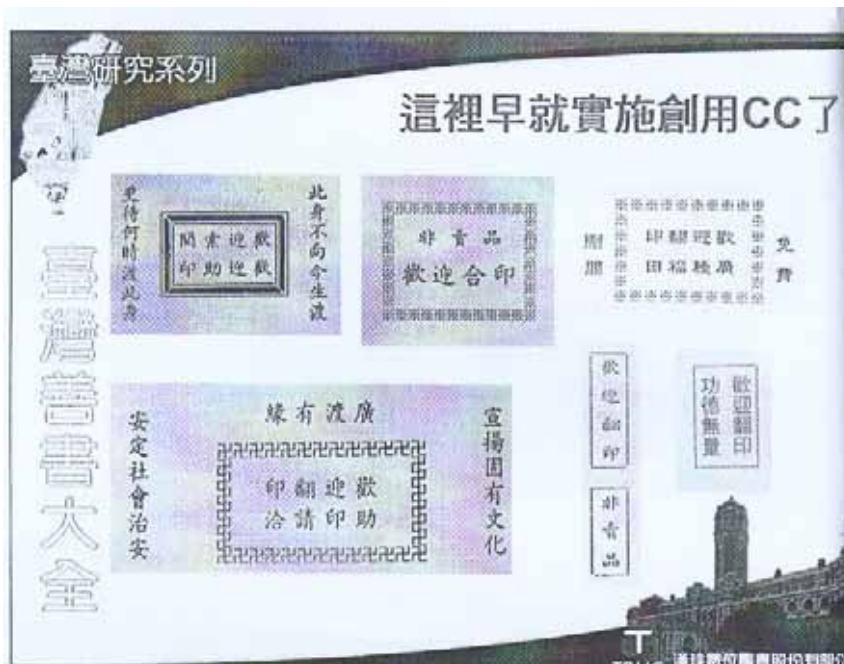 臺灣研究系列
這裡早就實施創用CC了
臺灣善書大全
此身不向今生渡
歡迎索閱
歡迎助印
更待何時渡此身
非賣品
歡迎合印
免費
歡迎翻印
廣種福田
贈閱
歡迎翻印
非賣品
歡迎翻印
功德無量
廣渡有緣
宣揚固有文化
歡迎翻印
助印請洽
安定社會治安